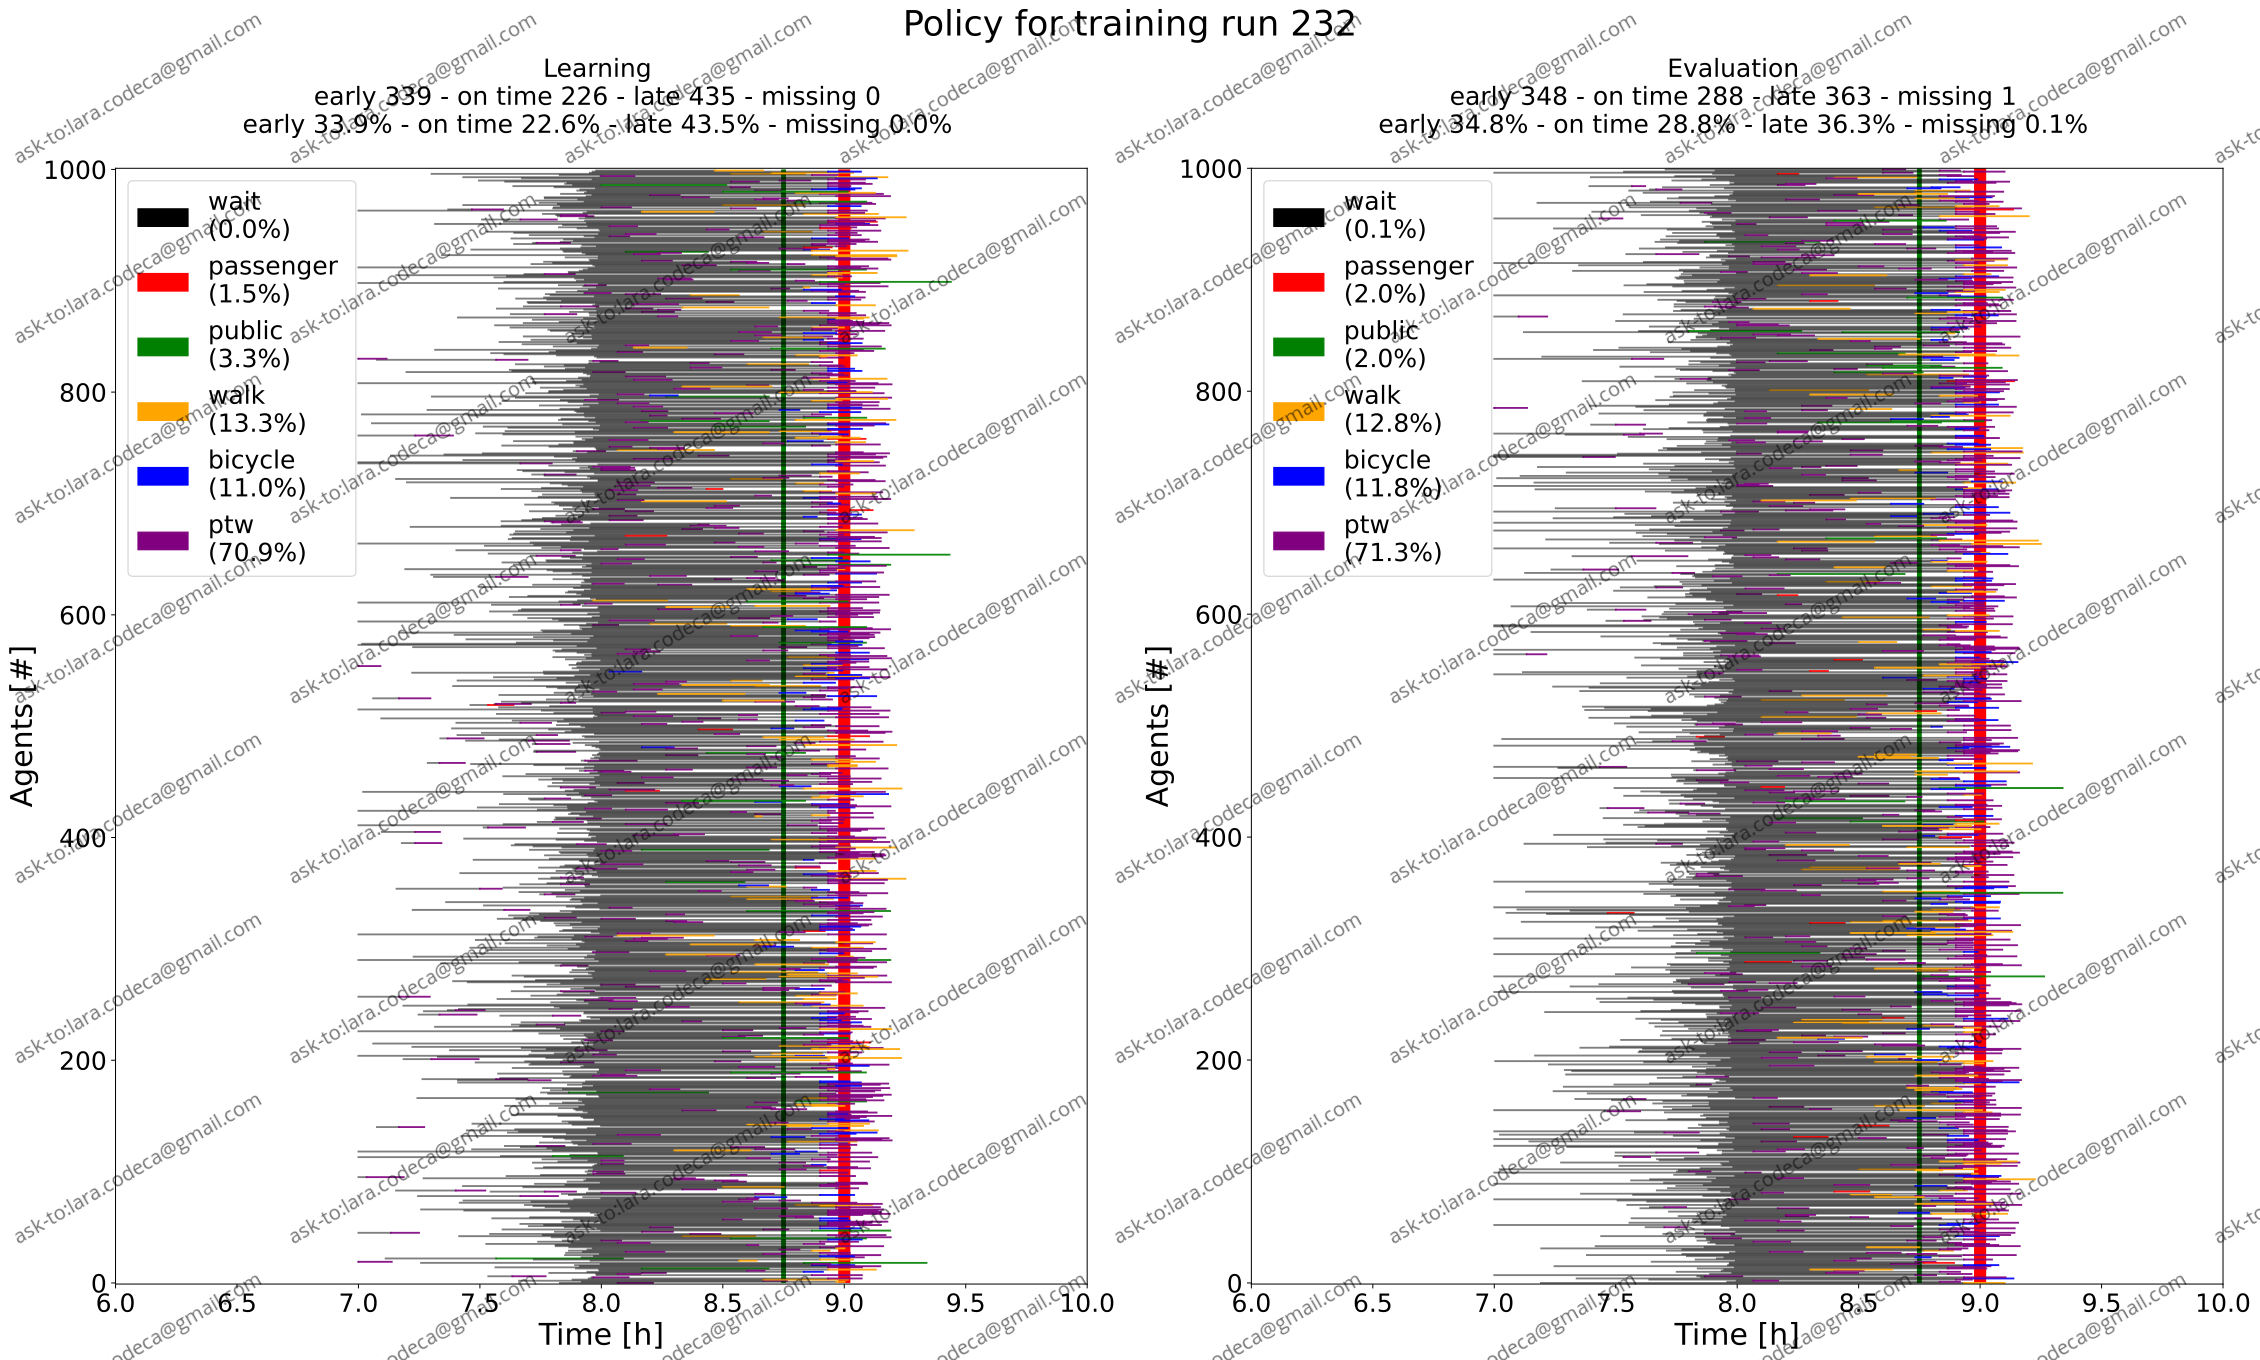 Policy for training run 232
Learning
early 339 - on time 226 - late 435 - missing 0
early 33.9% - on time 22.6% - late 43.5% - missing 0.0%
1000
800
600
400
200
0
Agents [#]
wait
(0.0%)
passenger
(1.5%)
public
(3.3%)
walk
(13.3%)
bicycle
(11.0%)
ptw
(70.9%)
6.0 6.5 7.0 7.5 8.0 8.5 9.0 9.5 10.0
Time [h]
Evaluation
early 348 - on time 288 - late 363 - missing 1
early 34.8% - on time 28.8% - late 36.3% - missing 0.1%
1000
800
600
400
200
0
Agents [#]
wait
(0.1%)
passenger
(2.0%)
public
(2.0%)
walk
(12.8%)
bicycle
(11.8%)
ptw
(71.3%)
6.0 6.5 7.0 7.5 8.0 8.5 9.0 9.5 10.0
Time [h]
ask-to:lara.codeca@gmail.com